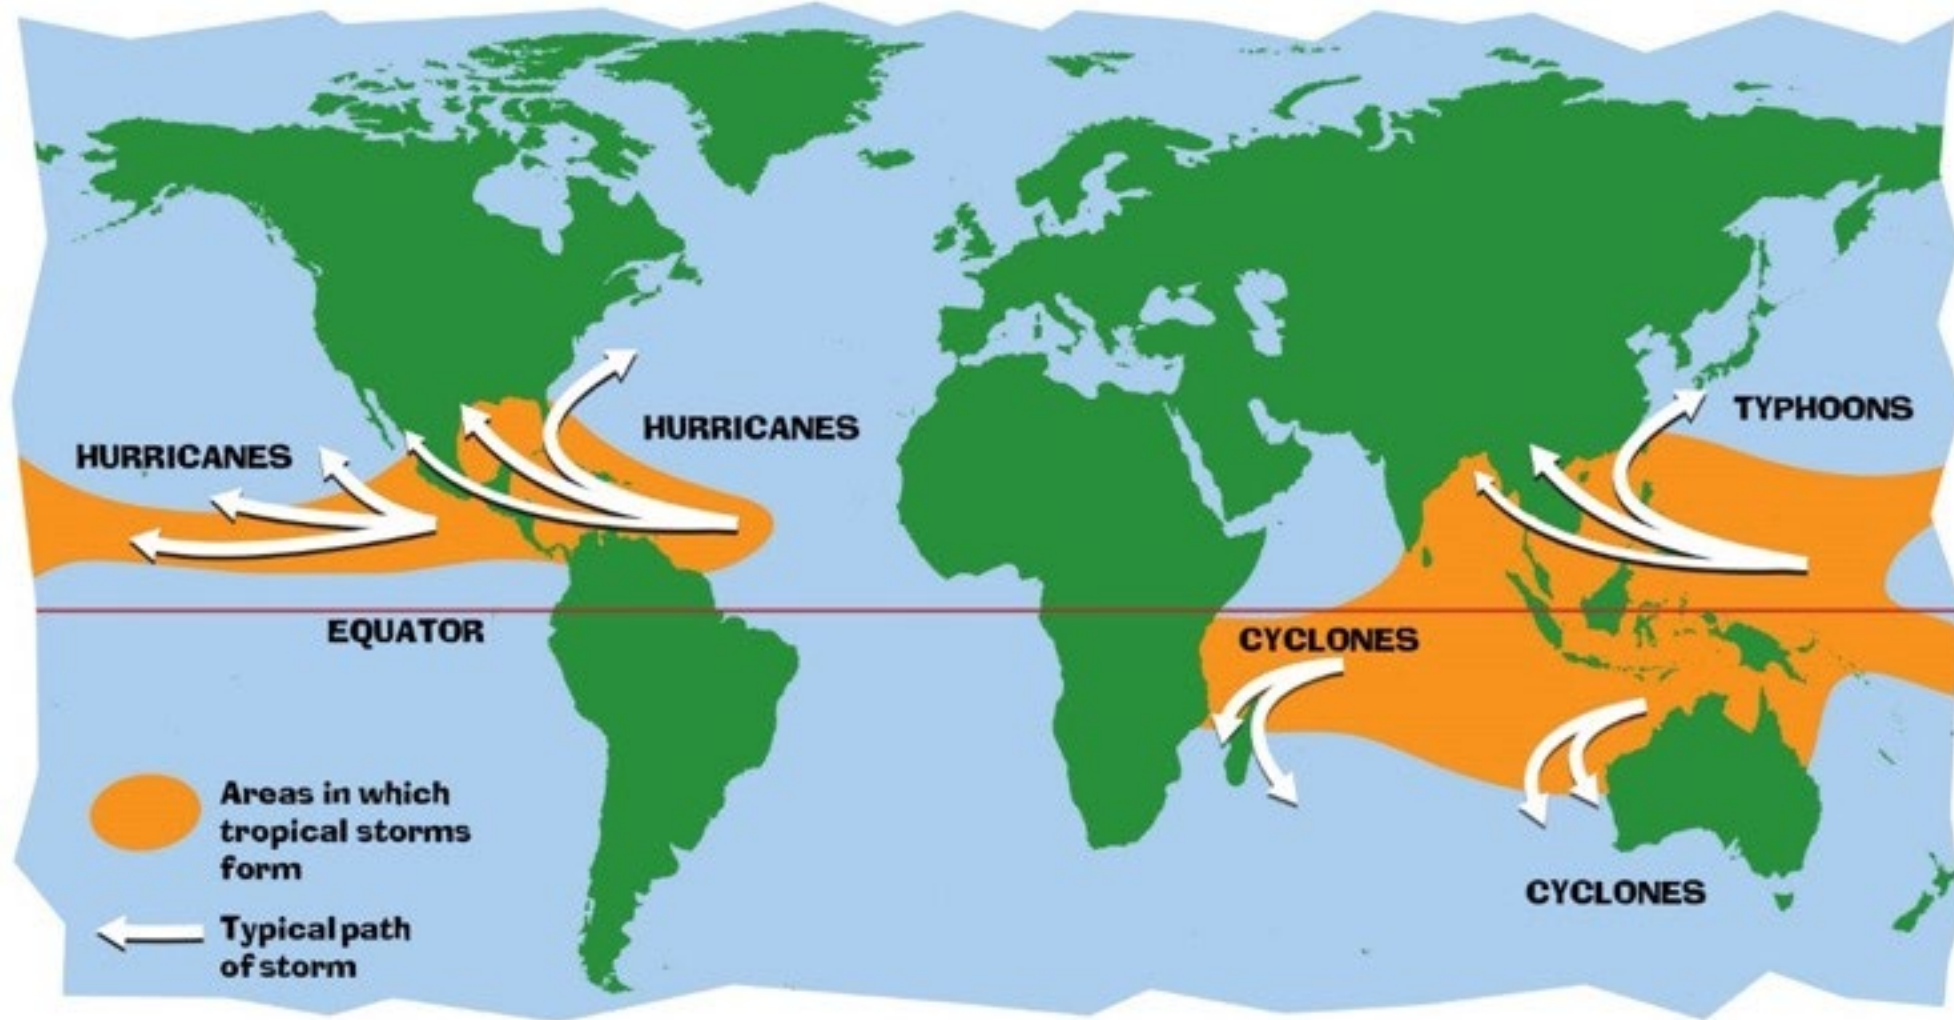 HURRICANES
TYPHOONS
HURRICANES
EQUATOR
CYCLONES
Areas in which
tropical storms
form
CYCLONES
Typical path
of storm